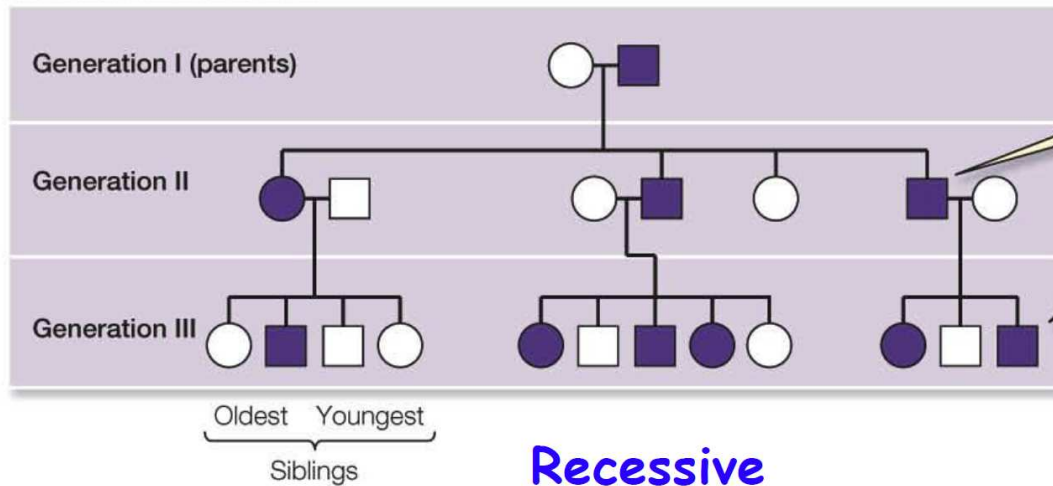 Generation I (parents)
Generation II
Generation III
Oldest Youngest
Siblings
Recessive